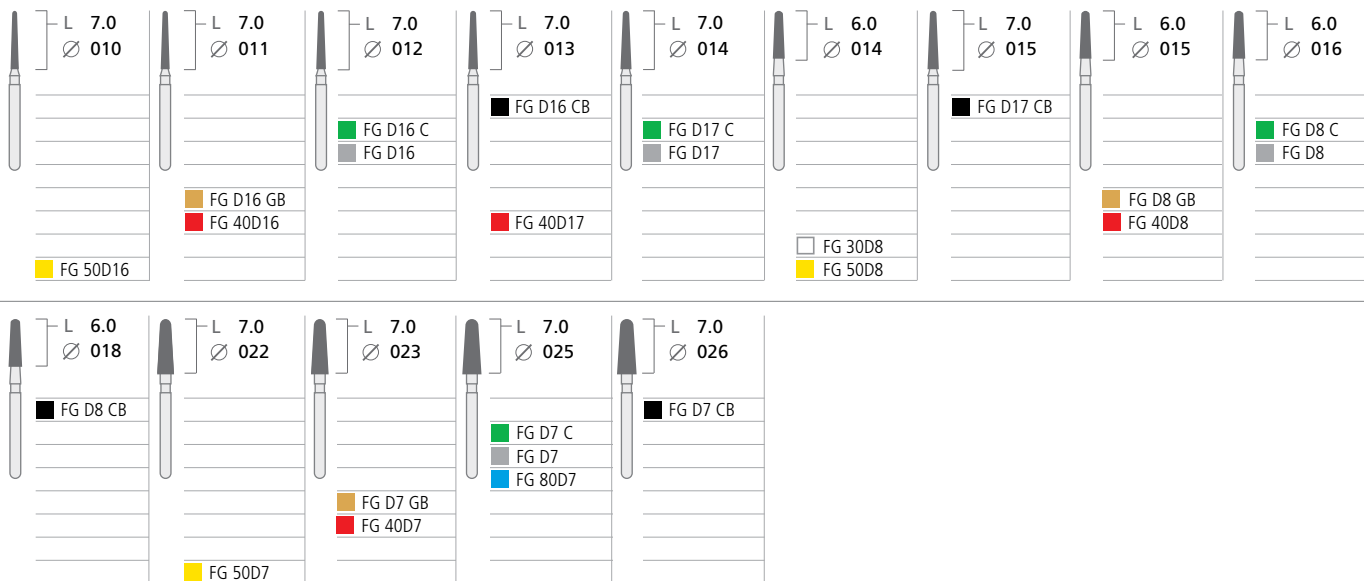 L 7.0
Ø 010
FG 50D16
L 7.0
Ø 011
FG D16 GB
FG 40D16
L 7.0
Ø 012
FG D16 C
FG D16
L 7.0
Ø 013
FG D16 CB
FG 40D17
L 7.0
Ø 014
FG D17 C
FG D17
L 6.0
Ø 014
FG 30D8
FG 50D8
L 7.0
Ø 015
FG D17 CB
L 6.0
Ø 015
FG D8 GB
FG 40D8
L 6.0
Ø 016
FG D8 C
FG D8
L 6.0
Ø 018
FG D8 CB
L 7.0
Ø 022
FG 50D7
L 7.0
Ø 023
FG D7 GB
FG 40D7
L 7.0
Ø 025
FG D7 C
FG D7
FG 80D7
L 7.0
Ø 026
FG D7 CB